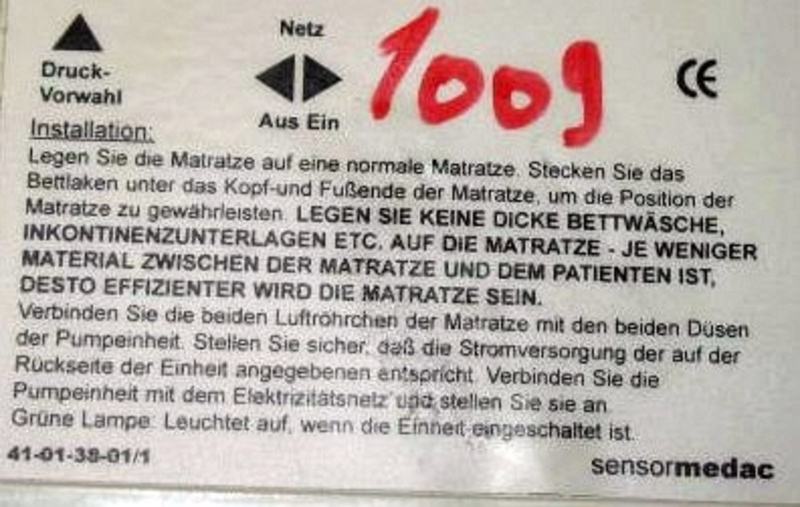 Netz
1009
CE
Druck-
Vorwahl
Aus Ein
Installation:
Legen Sie die Matratze auf eine normale Matratze. Stecken Sie das
Bettlaken unter das Kopf-und Fußende der Matratze, um die Position der
Matratze zu gewährleisten. LEGEN SIE KEINE DICKE BETTWÄSCHE,
INKONTINENZUNTERLAGEN ETC. AUF DIE MATRATZE - JE WENIGER
MATERIAL ZWISCHEN DER MATRATZE UND DEM PATIENTEN IST,
DESTO EFFIZIENTER WIRD DIE MATRATZE SEIN.
Verbinden Sie die beiden Luftröhrchen der Matratze mit den beiden Düsen
der Pumpeinheit. Stellen Sie sicher, daß die Stromversorgung der auf der
Rückseite der Einheit angegebenen entspricht. Verbinden Sie die
Pumpeinheit mit dem Elektrizitätsnetz und stellen Sie sie an.
Grüne Lampe: Leuchtet auf, wenn die Einheit eingeschaltet ist.
41-01-38-01/1
sensormedac